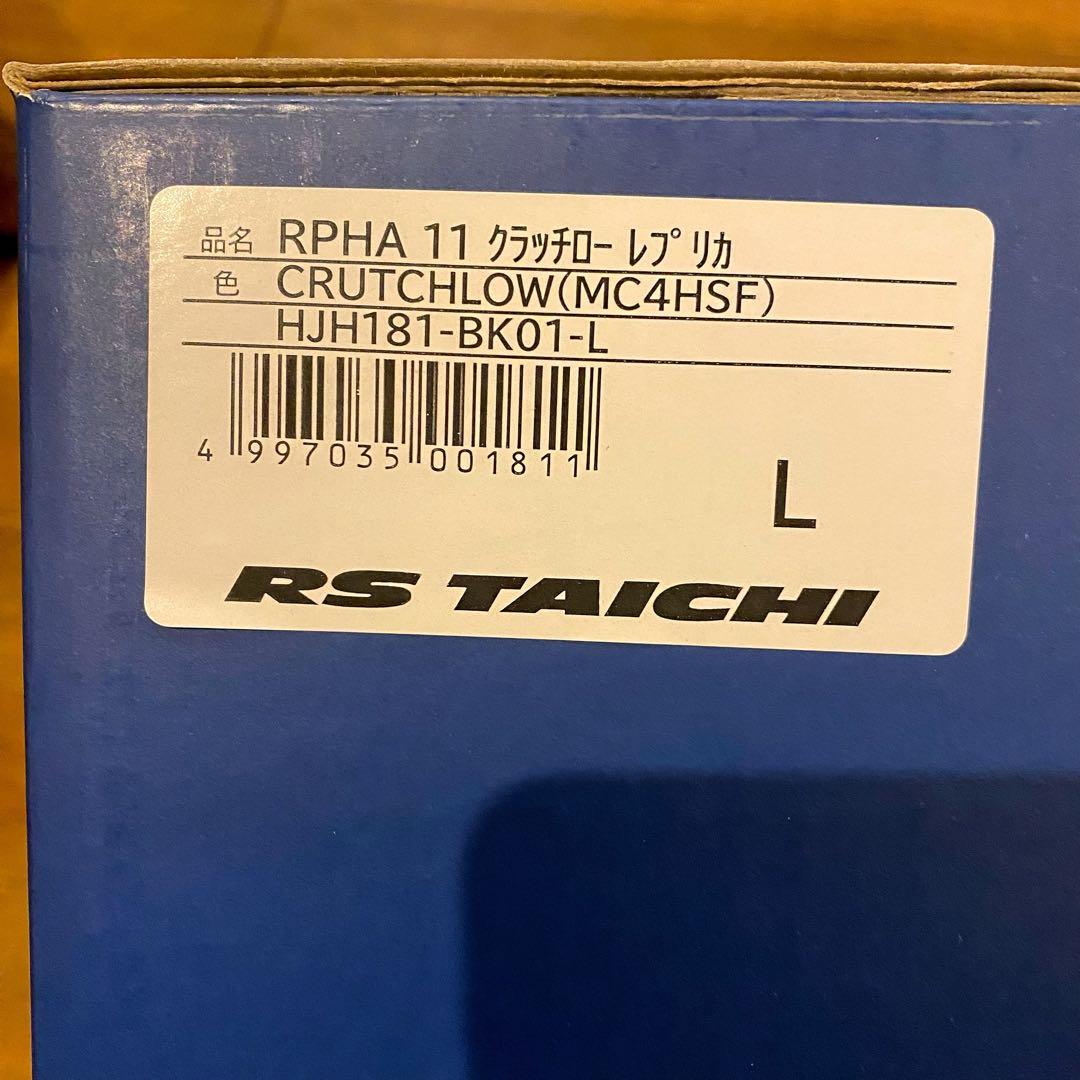 品名 RPHA 11 ｸﾗｯﾁﾛｰ ﾚﾌﾟﾘｶ
色 CRUTCHLOW(MC4HSF)
HJH181-BK01-L
4 997035 001811
L
RS TAICHI